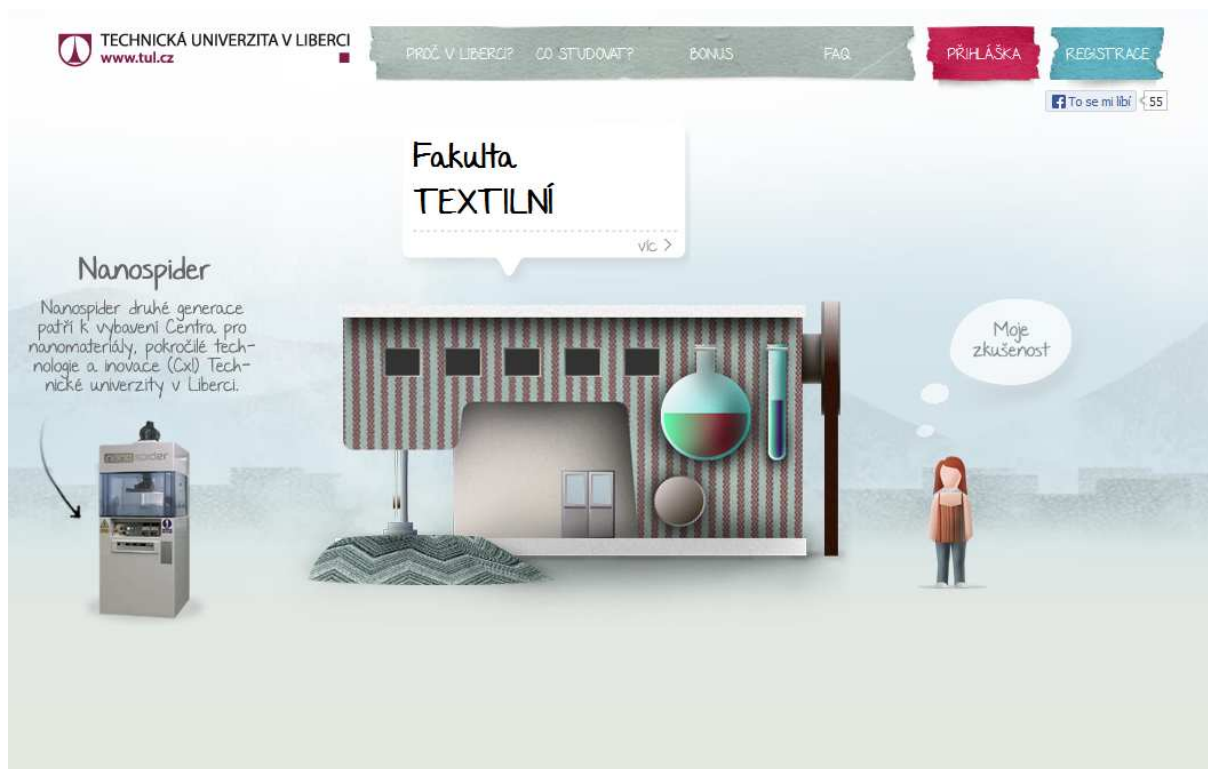 TECHNICKÁ UNIVERZITA V LIBERCI
www.tul.cz
PROČ V LIBERCI? CO STUDOVAT? BONUS FAQ PŘIHLÁŠKA REGISTRACE
To se mi líbí 55
Fakulta
TEXTILNÍ
víc >
Nanospider
Nanospider druhé generace
patří k vybavení Centra pro
nanomateriály, pokročilé tech-
nologie a inovace (CxI) Tech-
nické univerzity v Liberci.
nanospider
Moje
zkušenost